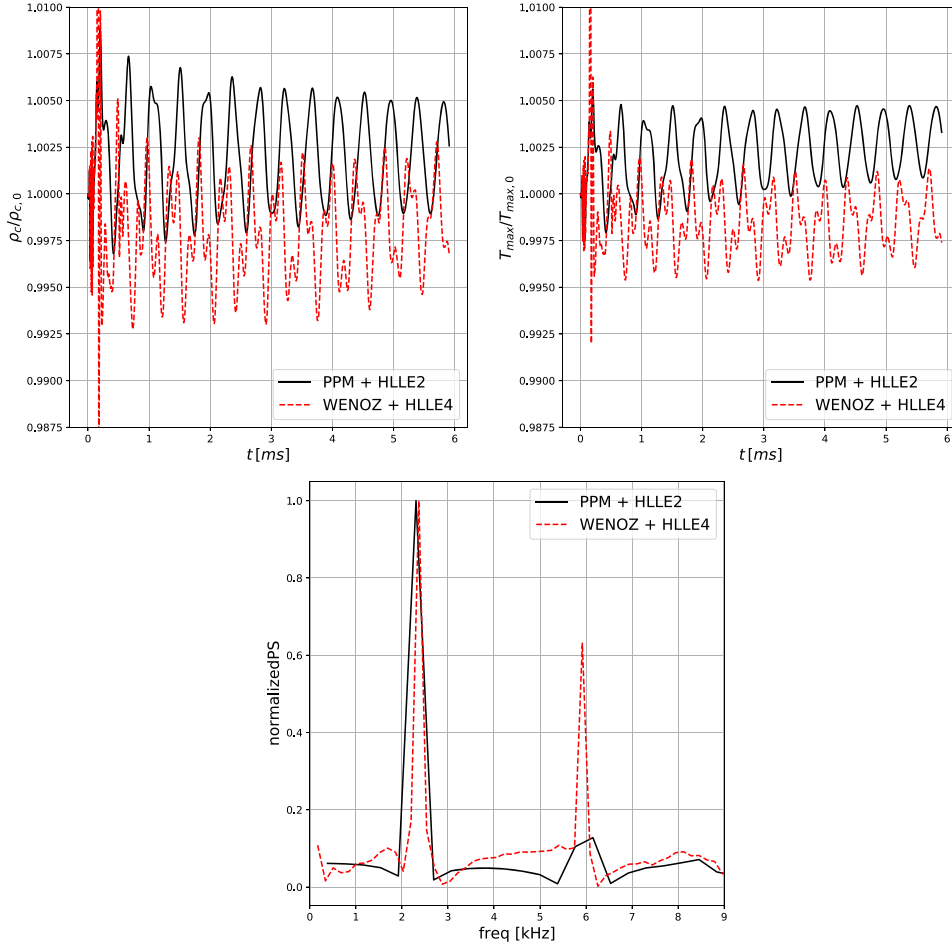 1.0100
1.0075
1.0050
1.0025
1.0000
0.9975
0.9950
0.9925
0.9900
0.9875
ρc/ρc, 0
PPM + HLLE2
WENOZ + HLLE4
0 1 2 3 4 5 6
t [ms]
1.0100
1.0075
1.0050
1.0025
1.0000
0.9975
0.9950
0.9925
0.9900
0.9875
Tmax/Tmax, 0
PPM + HLLE2
WENOZ + HLLE4
0 1 2 3 4 5 6
t [ms]
1.0
0.8
0.6
0.4
0.2
0.0
normalizedPS
PPM + HLLE2
WENOZ + HLLE4
0 1 2 3 4 5 6 7 8 9
freq [kHz]